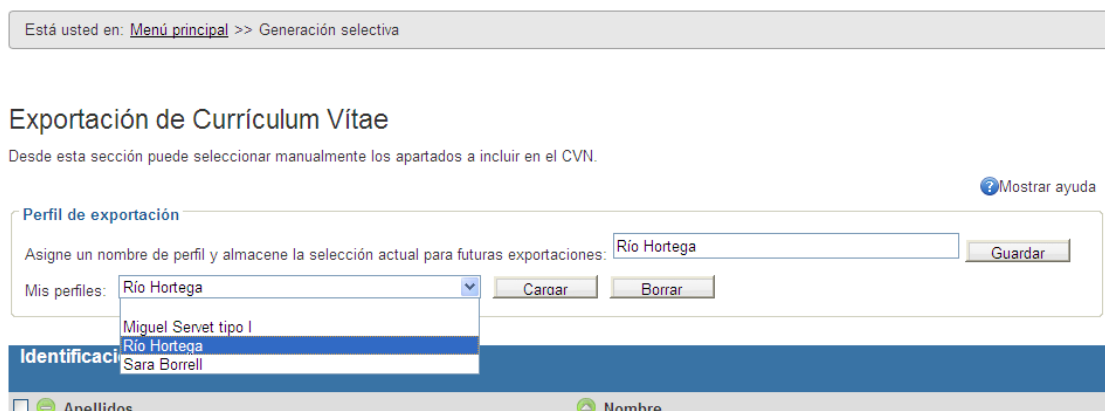 Está usted en: Menú principal >> Generación selectiva
Exportación de Currículum Vítae
Desde esta sección puede seleccionar manualmente los apartados a incluir en el CVN.
Mostrar ayuda
Perfil de exportación
Asigne un nombre de perfil y almacene la selección actual para futuras exportaciones: Río Hortega Guardar
Mis perfiles: Río Hortega Cargar Borrar
Miguel Servet tipo I
Río Hortega
Sara Borrell
Apellidos Nombre